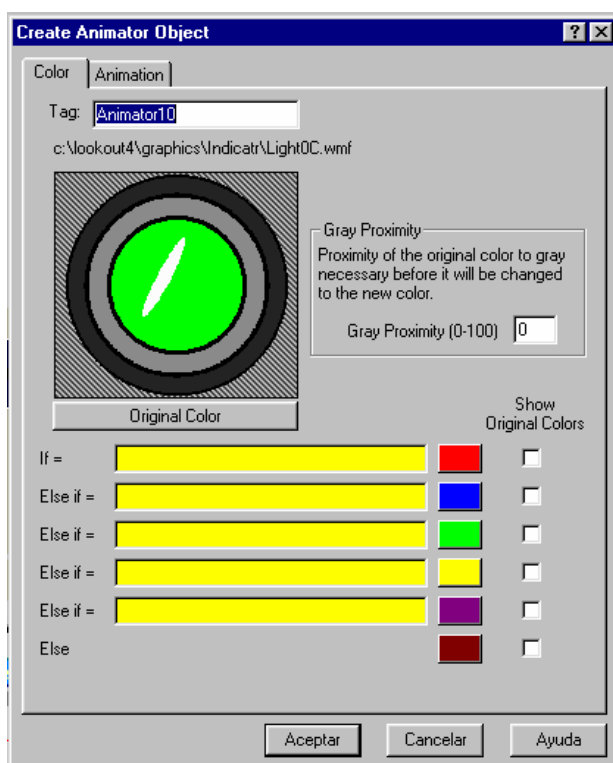 Create Animator Object
Color
Animation
Tag:
Animator10
c:\lookout4\graphics\Indicatr\Light0C.wmf
Gray Proximity
Proximity of the original color to gray
necessary before it will be changed
to the new color.
Gray Proximity (0-100)
0
Original Color
Show
Original Colors
If =
Else if =
Else if =
Else if =
Else if =
Else
Aceptar
Cancelar
Ayuda